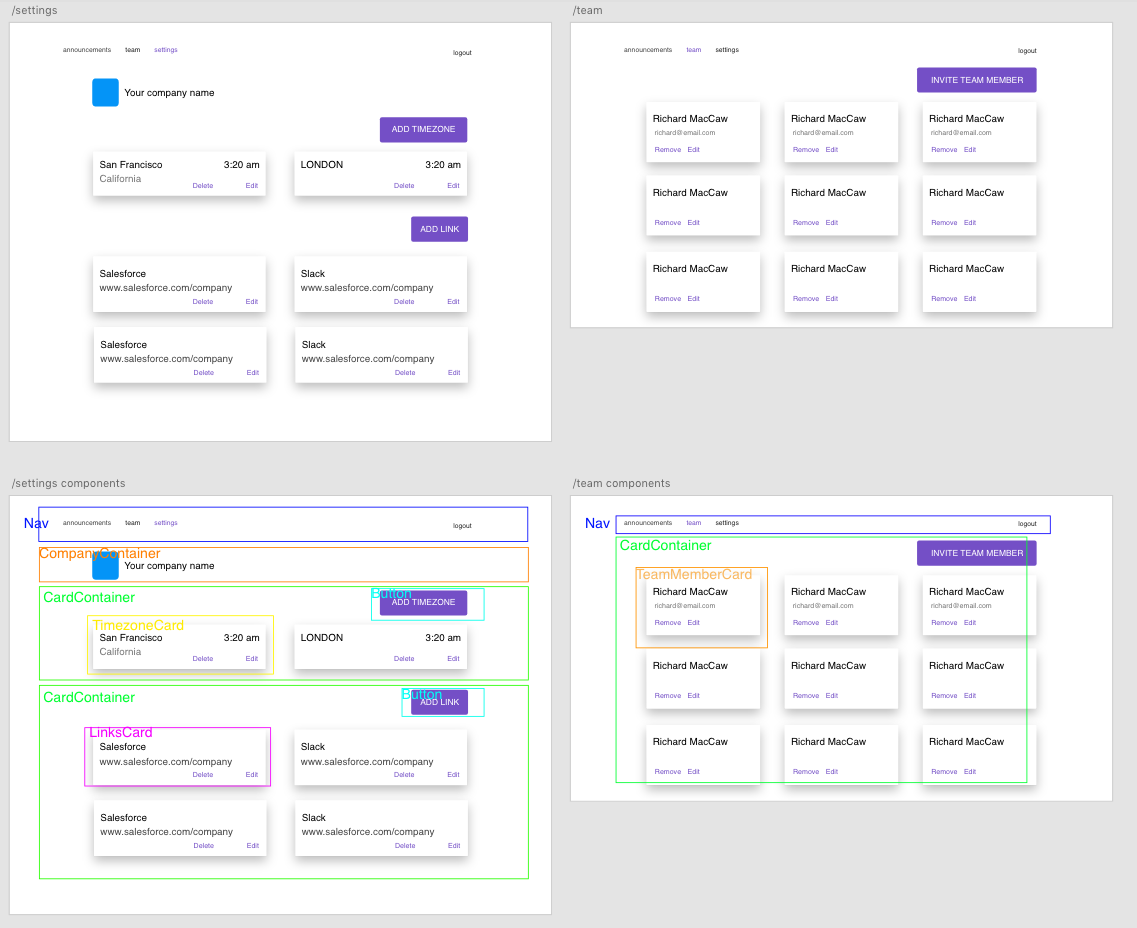 /settings
announcements team settings logout
Your company name
ADD TIMEZONE
San Francisco 3:20 am
California
Delete Edit
LONDON 3:20 am
Delete Edit
ADD LINK
Salesforce
www.salesforce.com/company
Delete Edit
Slack
www.salesforce.com/company
Delete Edit
Salesforce
www.salesforce.com/company
Delete Edit
Slack
www.salesforce.com/company
Delete Edit
/team
announcements team settings logout
INVITE TEAM MEMBER
Richard MacCaw
richard@email.com
Remove Edit
Richard MacCaw
richard@email.com
Remove Edit
Richard MacCaw
richard@email.com
Remove Edit
Richard MacCaw
Remove Edit
Richard MacCaw
Remove Edit
Richard MacCaw
Remove Edit
Richard MacCaw
Remove Edit
Richard MacCaw
Remove Edit
Richard MacCaw
Remove Edit
/settings components
Nav
announcements team settings logout
CompanyContainer
Your company name
CardContainer
Button
ADD TIMEZONE
TimezoneCard
San Francisco 3:20 am
California
Delete Edit
LONDON 3:20 am
Delete Edit
CardContainer
Button
ADD LINK
LinksCard
Salesforce
www.salesforce.com/company
Delete Edit
Slack
www.salesforce.com/company
Delete Edit
Salesforce
www.salesforce.com/company
Delete Edit
Slack
www.salesforce.com/company
Delete Edit
/team components
Nav
announcements team settings logout
CardContainer
INVITE TEAM MEMBER
TeamMemberCard
Richard MacCaw
richard@email.com
Remove Edit
Richard MacCaw
richard@email.com
Remove Edit
Richard MacCaw
richard@email.com
Remove Edit
Richard MacCaw
Remove Edit
Richard MacCaw
Remove Edit
Richard MacCaw
Remove Edit
Richard MacCaw
Remove Edit
Richard MacCaw
Remove Edit
Richard MacCaw
Remove Edit